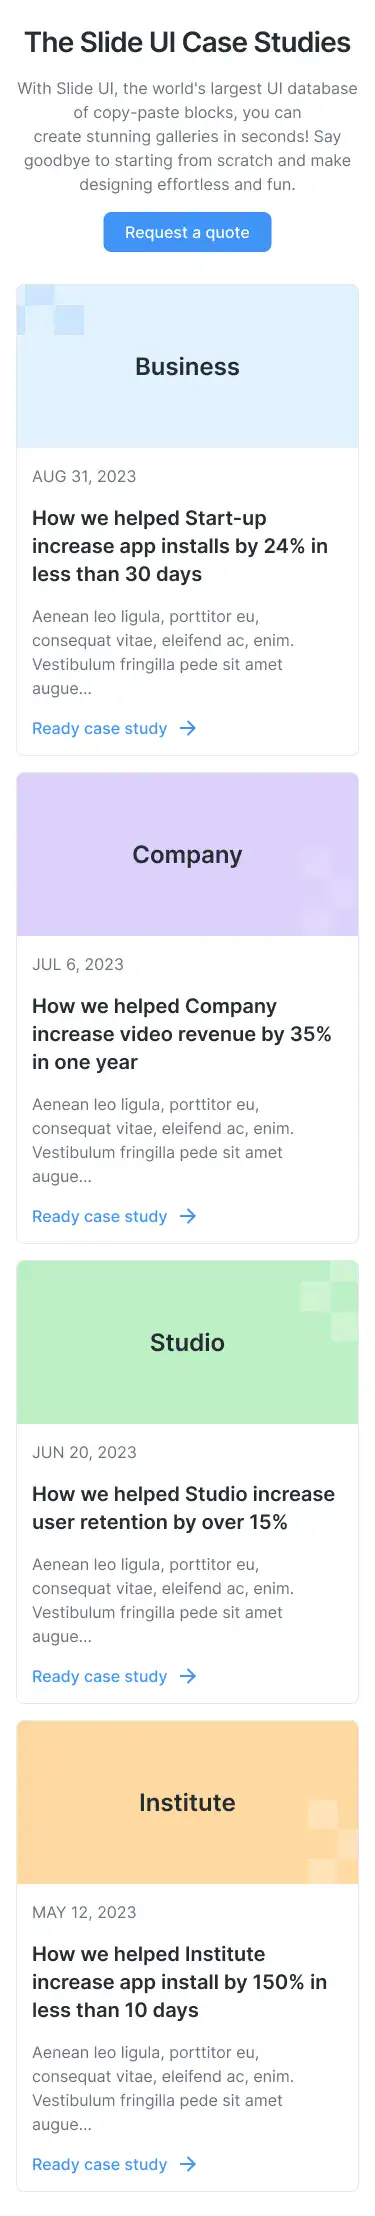 The Slide UI Case Studies
With Slide UI, the world's largest UI database
of copy-paste blocks, you can
create stunning galleries in seconds! Say
goodbye to starting from scratch and make
designing effortless and fun.
Request a quote
Business
AUG 31, 2023
How we helped Start-up
increase app installs by 24% in
less than 30 days
Aenean leo ligula, porttitor eu,
consequat vitae, eleifend ac, enim.
Vestibulum fringilla pede sit amet
augue...
Ready case study
Company
JUL 6, 2023
How we helped Company
increase video revenue by 35%
in one year
Aenean leo ligula, porttitor eu,
consequat vitae, eleifend ac, enim.
Vestibulum fringilla pede sit amet
augue...
Ready case study
Studio
JUN 20, 2023
How we helped Studio increase
user retention by over 15%
Aenean leo ligula, porttitor eu,
consequat vitae, eleifend ac, enim.
Vestibulum fringilla pede sit amet
augue...
Ready case study
Institute
MAY 12, 2023
How we helped Institute
increase app install by 150% in
less than 10 days
Aenean leo ligula, porttitor eu,
consequat vitae, eleifend ac, enim.
Vestibulum fringilla pede sit amet
augue...
Ready case study